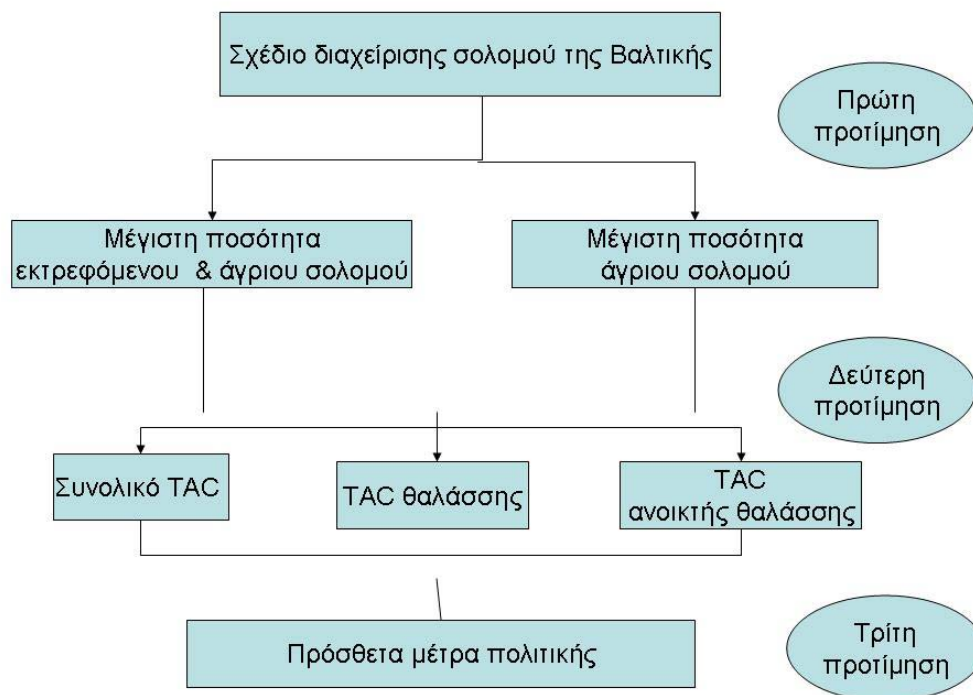 Σχέδιο διαχείρισης σολομού της Βαλτικής
Πρώτη
προτίμηση
Μέγιστη ποσότητα
εκτρεφόμενου & άγριου σολομού
Μέγιστη ποσότητα
άγριου σολομού
Δεύτερη
προτίμηση
Συνολικό TAC
TAC θαλάσσης
TAC
ανοικτής θαλάσσης
Πρόσθετα μέτρα πολιτικής
Τρίτη
προτίμηση